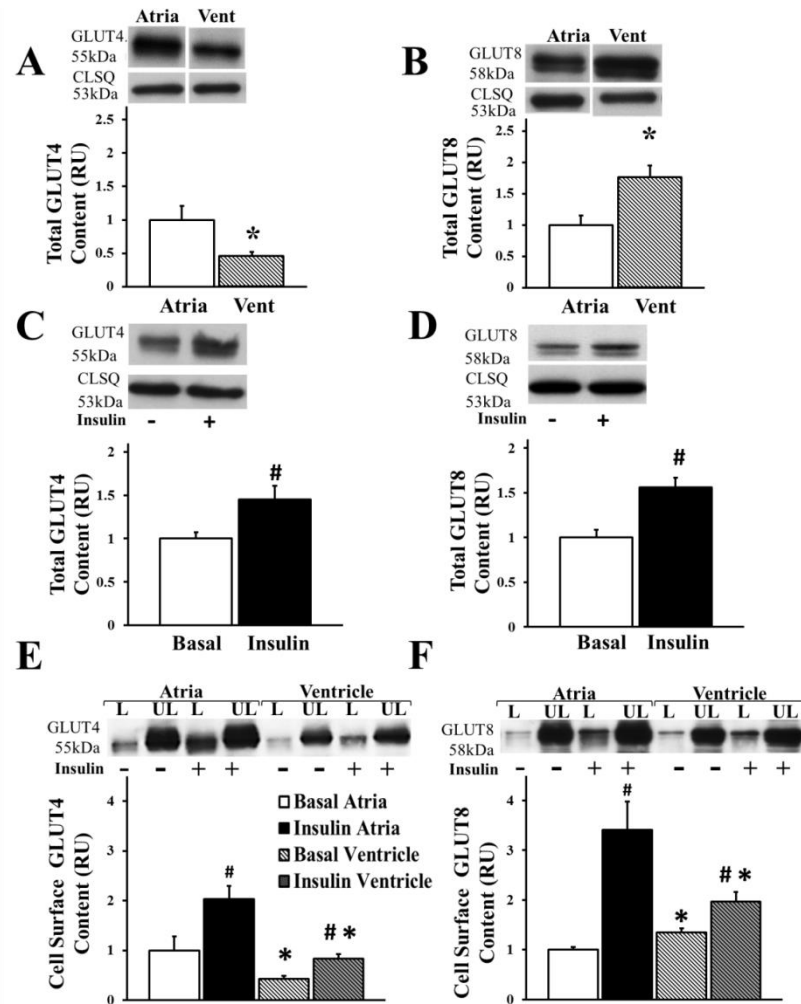 A
Atria Vent
GLUT4
55kDa
CLSQ
53kDa
Total GLUT4
Content (RU)
2.5
2
1.5
1
0.5
0
*
Atria Vent
B
Atria Vent
GLUT8
58kDa
CLSQ
53kDa
Total GLUT8
Content (RU)
2.5
2
1.5
1
0.5
0
*
Atria Vent
C
GLUT4
55kDa
CLSQ
53kDa
Insulin - +
Total GLUT4
Content (RU)
2
1.5
1
0.5
0
#
Basal Insulin
D
GLUT8
58kDa
CLSQ
53kDa
Insulin - +
Total GLUT8
Content (RU)
2
1.5
1
0.5
0
#
Basal Insulin
E
Atria Ventricle
L UL L UL L UL L UL
GLUT4
55kDa
Insulin - - + + - - + +
Cell Surface GLUT4
Content (RU)
4
3
2
1
0
Basal Atria
Insulin Atria
Basal Ventricle
Insulin Ventricle
#
*
# *
F
Atria Ventricle
L UL L UL L UL L UL
GLUT8
58kDa
Insulin - - + + - - + +
Cell Surface GLUT8
Content (RU)
4
3
2
1
0
#
*
# *